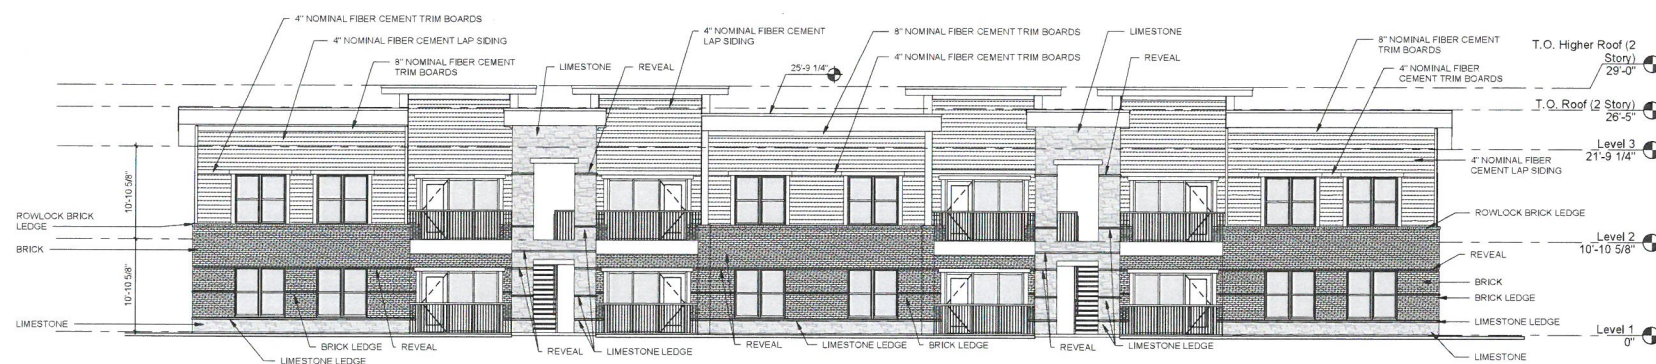 4" NOMINAL FIBER CEMENT TRIM BOARDS
4" NOMINAL FIBER CEMENT LAP SIDING
8" NOMINAL FIBER CEMENT
TRIM BOARDS
LIMESTONE
REVEAL
4" NOMINAL FIBER CEMENT
LAP SIDING
25'-9 1/4"
8" NOMINAL FIBER CEMENT TRIM BOARDS
4" NOMINAL FIBER CEMENT TRIM BOARDS
LIMESTONE
REVEAL
8" NOMINAL FIBER CEMENT
TRIM BOARDS
4" NOMINAL FIBER
CEMENT TRIM BOARDS
T.O. Higher Roof (2
Story)
29'-0"
T.O. Roof (2 Story)
26'-5"
Level 3
21'-9 1/4"
4" NOMINAL FIBER
CEMENT LAP SIDING
10'-10 5/8"
ROWLOCK BRICK
LEDGE
BRICK
10'-10 5/8"
LIMESTONE
ROWLOCK BRICK LEDGE
Level 2
10'-10 5/8"
REVEAL
BRICK
BRICK LEDGE
LIMESTONE LEDGE
Level 1
0"
LIMESTONE
BRICK LEDGE
REVEAL
LIMESTONE LEDGE
REVEAL
LIMESTONE LEDGE
REVEAL
LIMESTONE LEDGE
BRICK LEDGE
REVEAL
LIMESTONE LEDGE